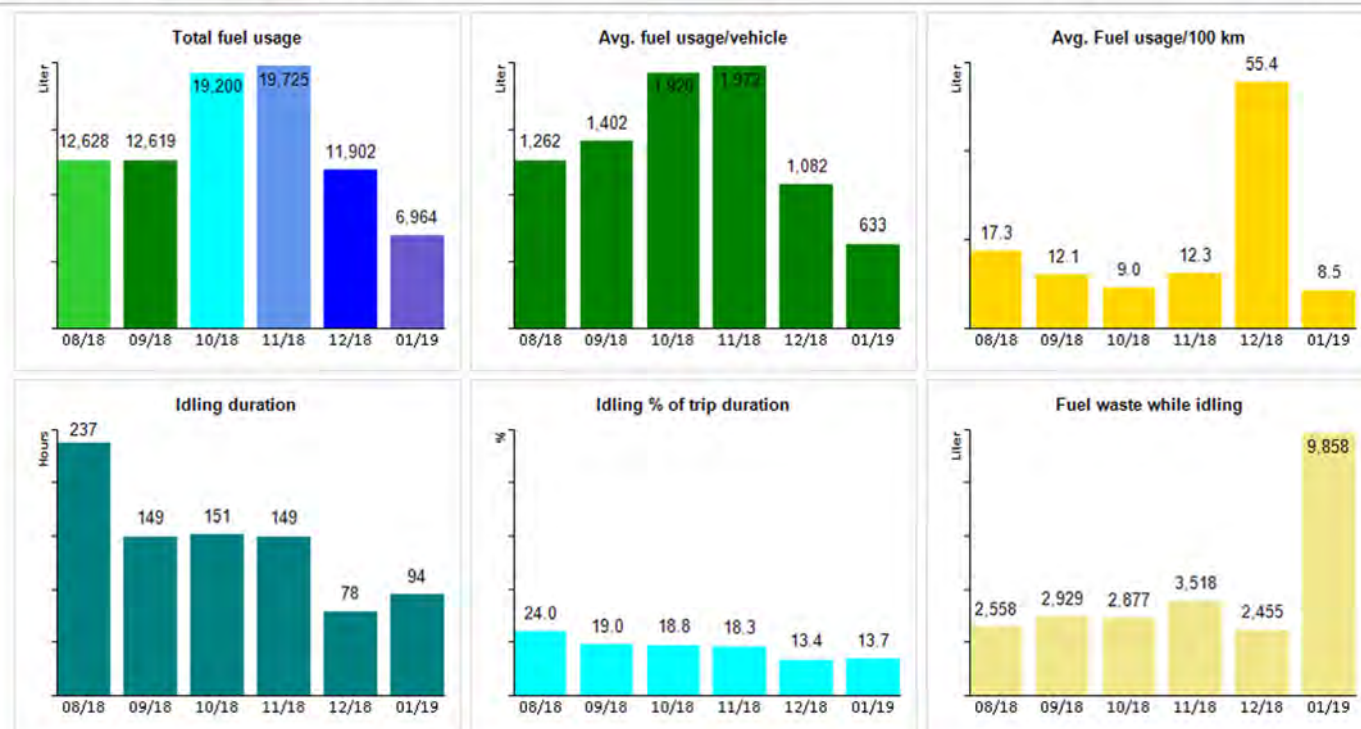 Total fuel usage
Liter
12,628
12,619
19,200
19,725
11,902
6,964
08/18 09/18 10/18 11/18 12/18 01/19
Avg. fuel usage/vehicle
Liter
1,262
1,402
1,920
1,972
1,082
633
08/18 09/18 10/18 11/18 12/18 01/19
Avg. Fuel usage/100 km
Liter
17.3
12.1
9.0
12.3
55.4
8.5
08/18 09/18 10/18 11/18 12/18 01/19
Idling duration
Hours
237
149
151
149
78
94
08/18 09/18 10/18 11/18 12/18 01/19
Idling % of trip duration
%
24.0
19.0
18.8
18.3
13.4
13.7
08/18 09/18 10/18 11/18 12/18 01/19
Fuel waste while idling
Liter
2,558
2,929
2,877
3,518
2,455
9,858
08/18 09/18 10/18 11/18 12/18 01/19